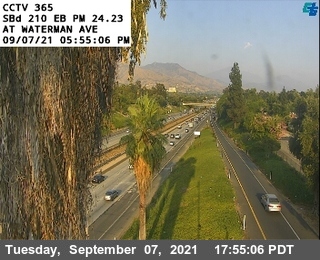 CCTV 365
SBd 210 EB PM 24.23
AT WATERMAN AVE
09/07/21 05:55:06 PM
Tuesday, September 07, 2021 17:55:06 PDT